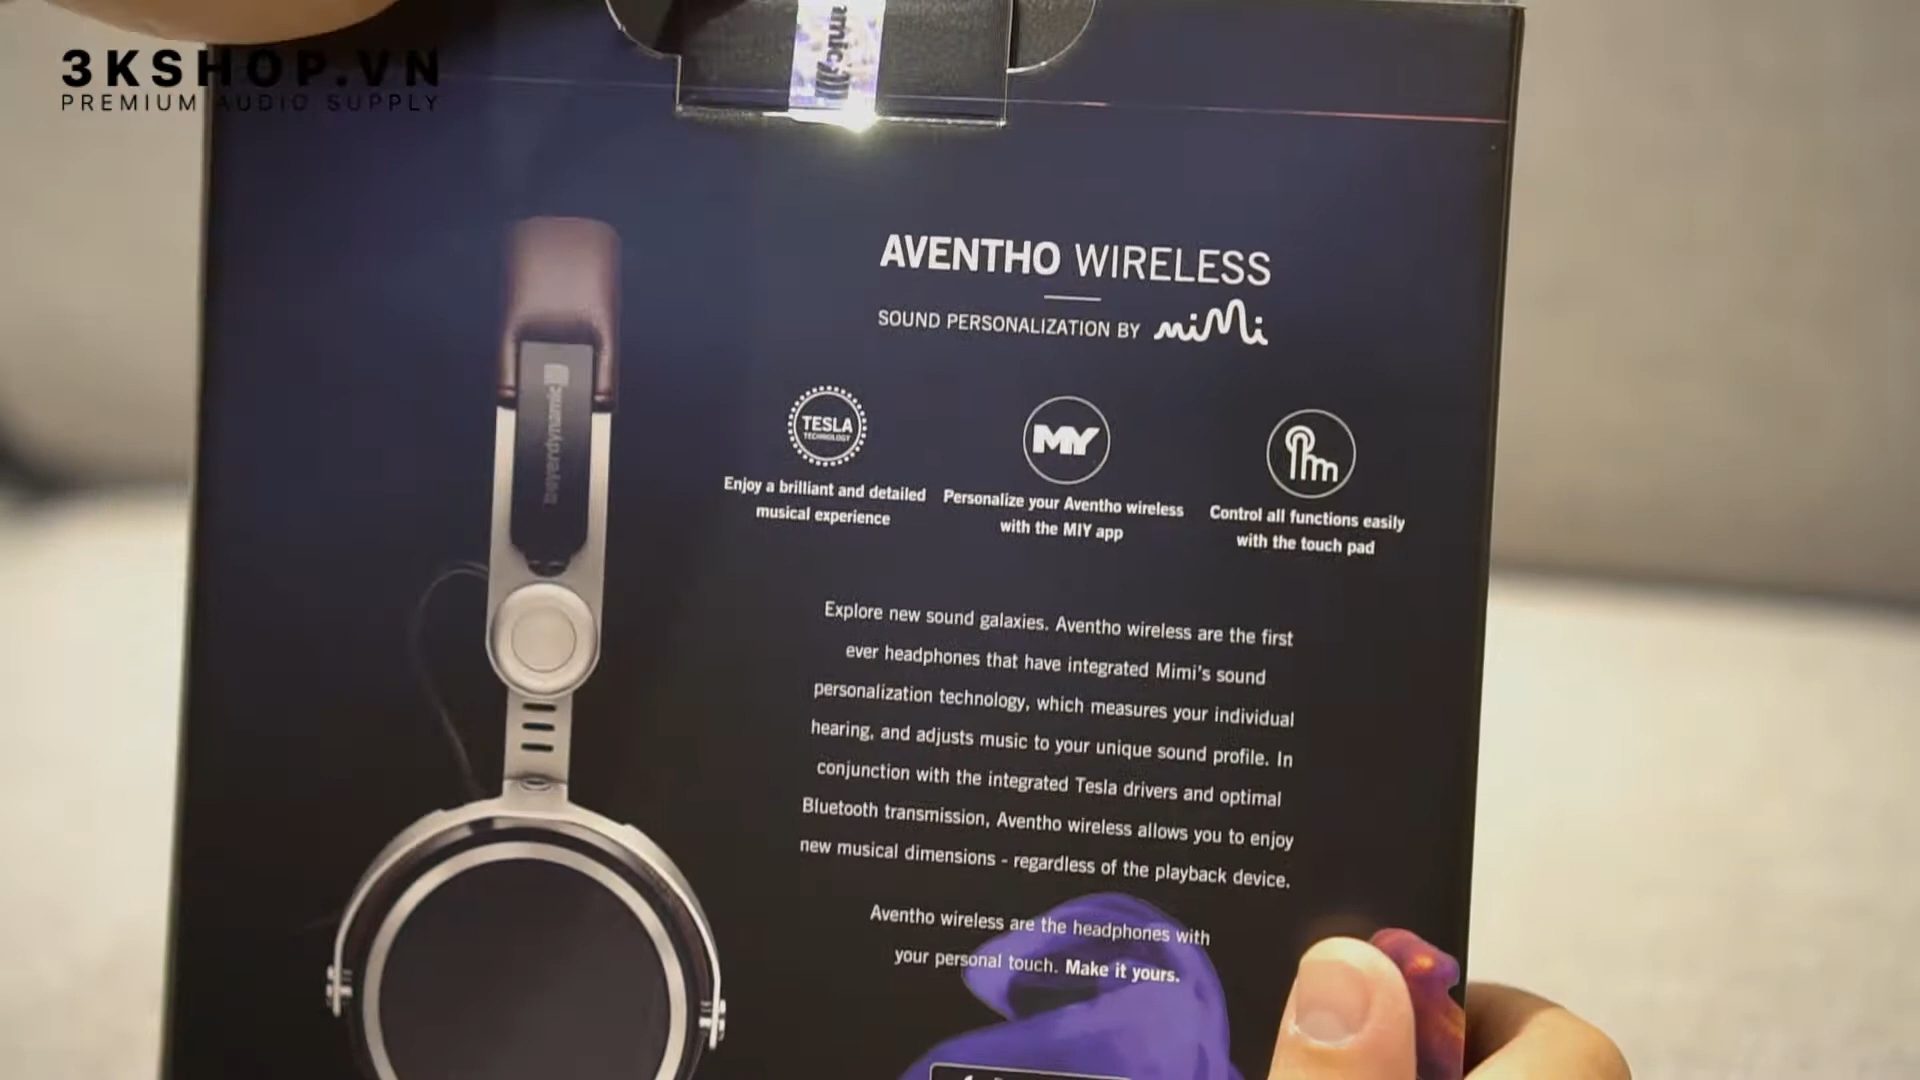 3KSHOP.VN
PREMIUM AUDIO SUPPLY
AVENTHO WIRELESS
SOUND PERSONALIZATION BY miMi
beyerdynamic
TESLA
TECHNOLOGY
Enjoy a brilliant and detailed
musical experience
MY
Personalize your Aventho wireless
with the MIY app
Control all functions easily
with the touch pad
Explore new sound galaxies. Aventho wireless are the first
ever headphones that have integrated Mimi's sound
personalization technology, which measures your individual
hearing, and adjusts music to your unique sound profile. In
conjunction with the integrated Tesla drivers and optimal
Bluetooth transmission, Aventho wireless allows you to enjoy
new musical dimensions - regardless of the playback device.
Aventho wireless are the headphones with
your personal touch. Make it yours.